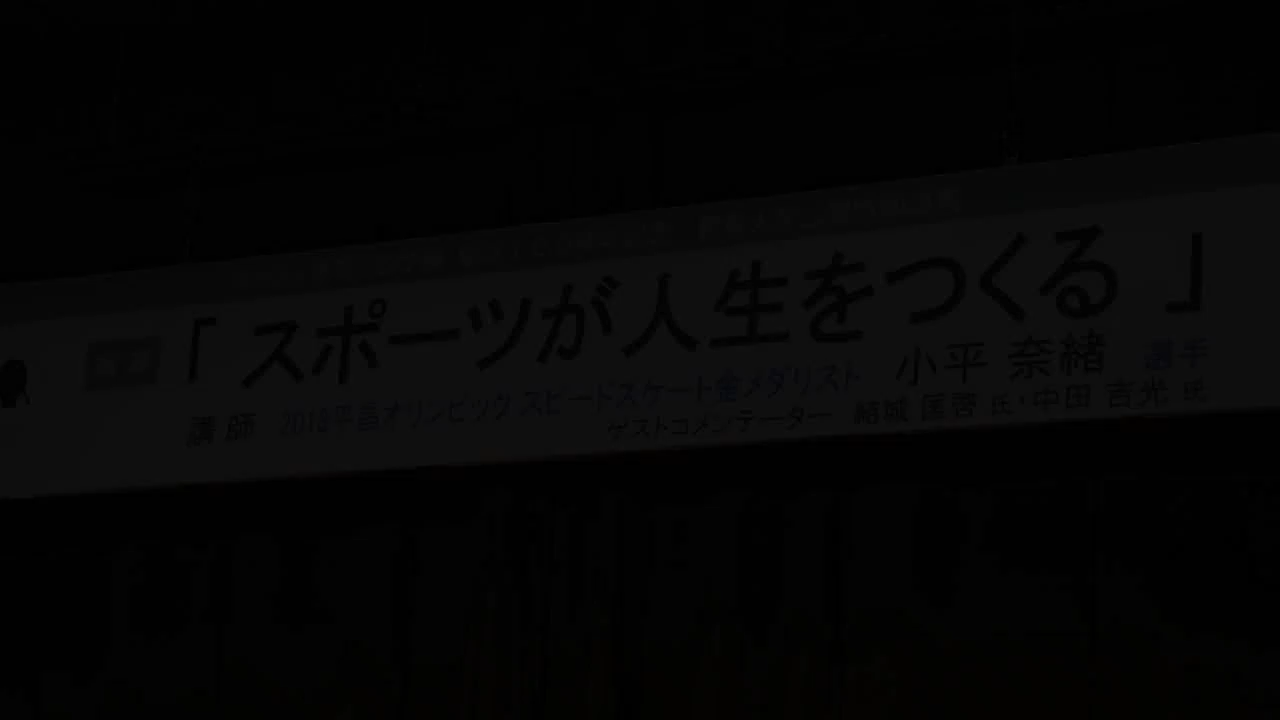 「スポーツが人生をつくる」
講師 2018平昌オリンピック スピードスケート金メダリスト 小平 奈緒 選手
ゲストコメンテーター 結城 匡啓 氏・中田 吉光 氏